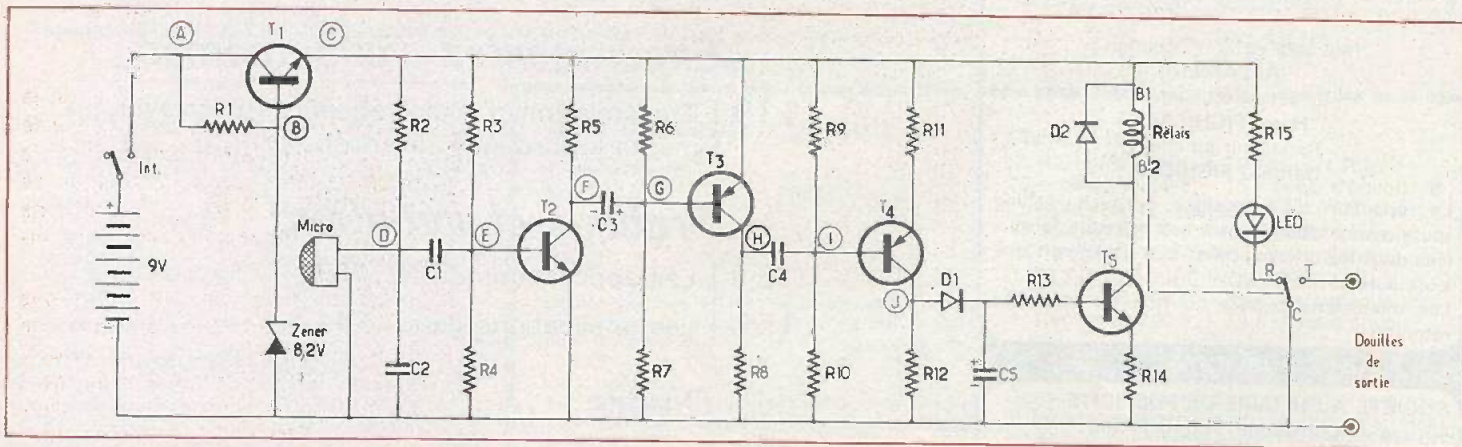 A
T1
C
R1
B
Int.
+
9V
-
Zener
8,2V
Micro
R2
R3
D
C1
E
C2
R4
R5
R6
F
- C3 +
G
T2
T3
R7
H
C4
R8
R9
R11
I
T4
R10
R12
J
D1
+
C5
R13
T5
R14
D2
B1
Rélais
B2
R15
LED
R
T
C
Douilles
de
sortie